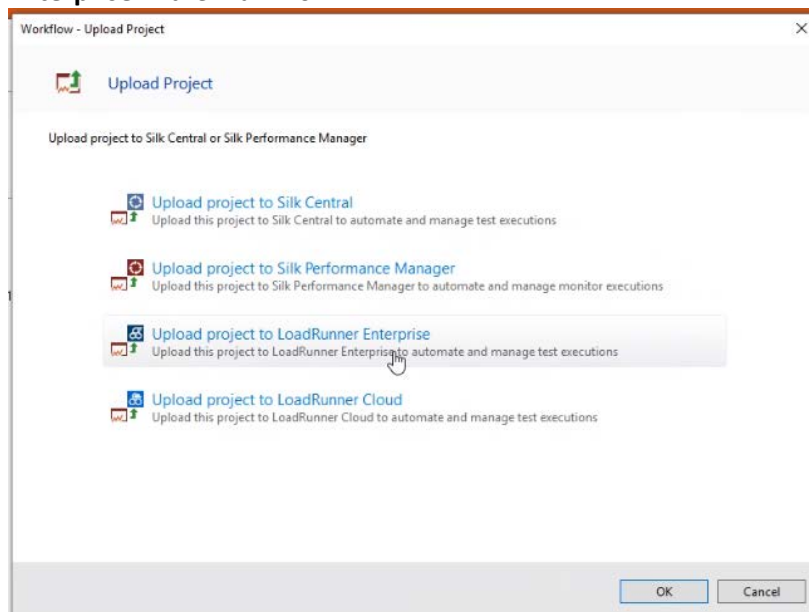 Workflow - Upload Project
Upload Project
Upload project to Silk Central or Silk Performance Manager
Upload project to Silk Central
Upload this project to Silk Central to automate and manage test executions
Upload project to Silk Performance Manager
Upload this project to Silk Performance Manager to automate and manage monitor executions
Upload project to LoadRunner Enterprise
Upload this project to LoadRunner Enterprise to automate and manage test executions
Upload project to LoadRunner Cloud
Upload this project to LoadRunner Cloud to automate and manage test executions
OK Cancel